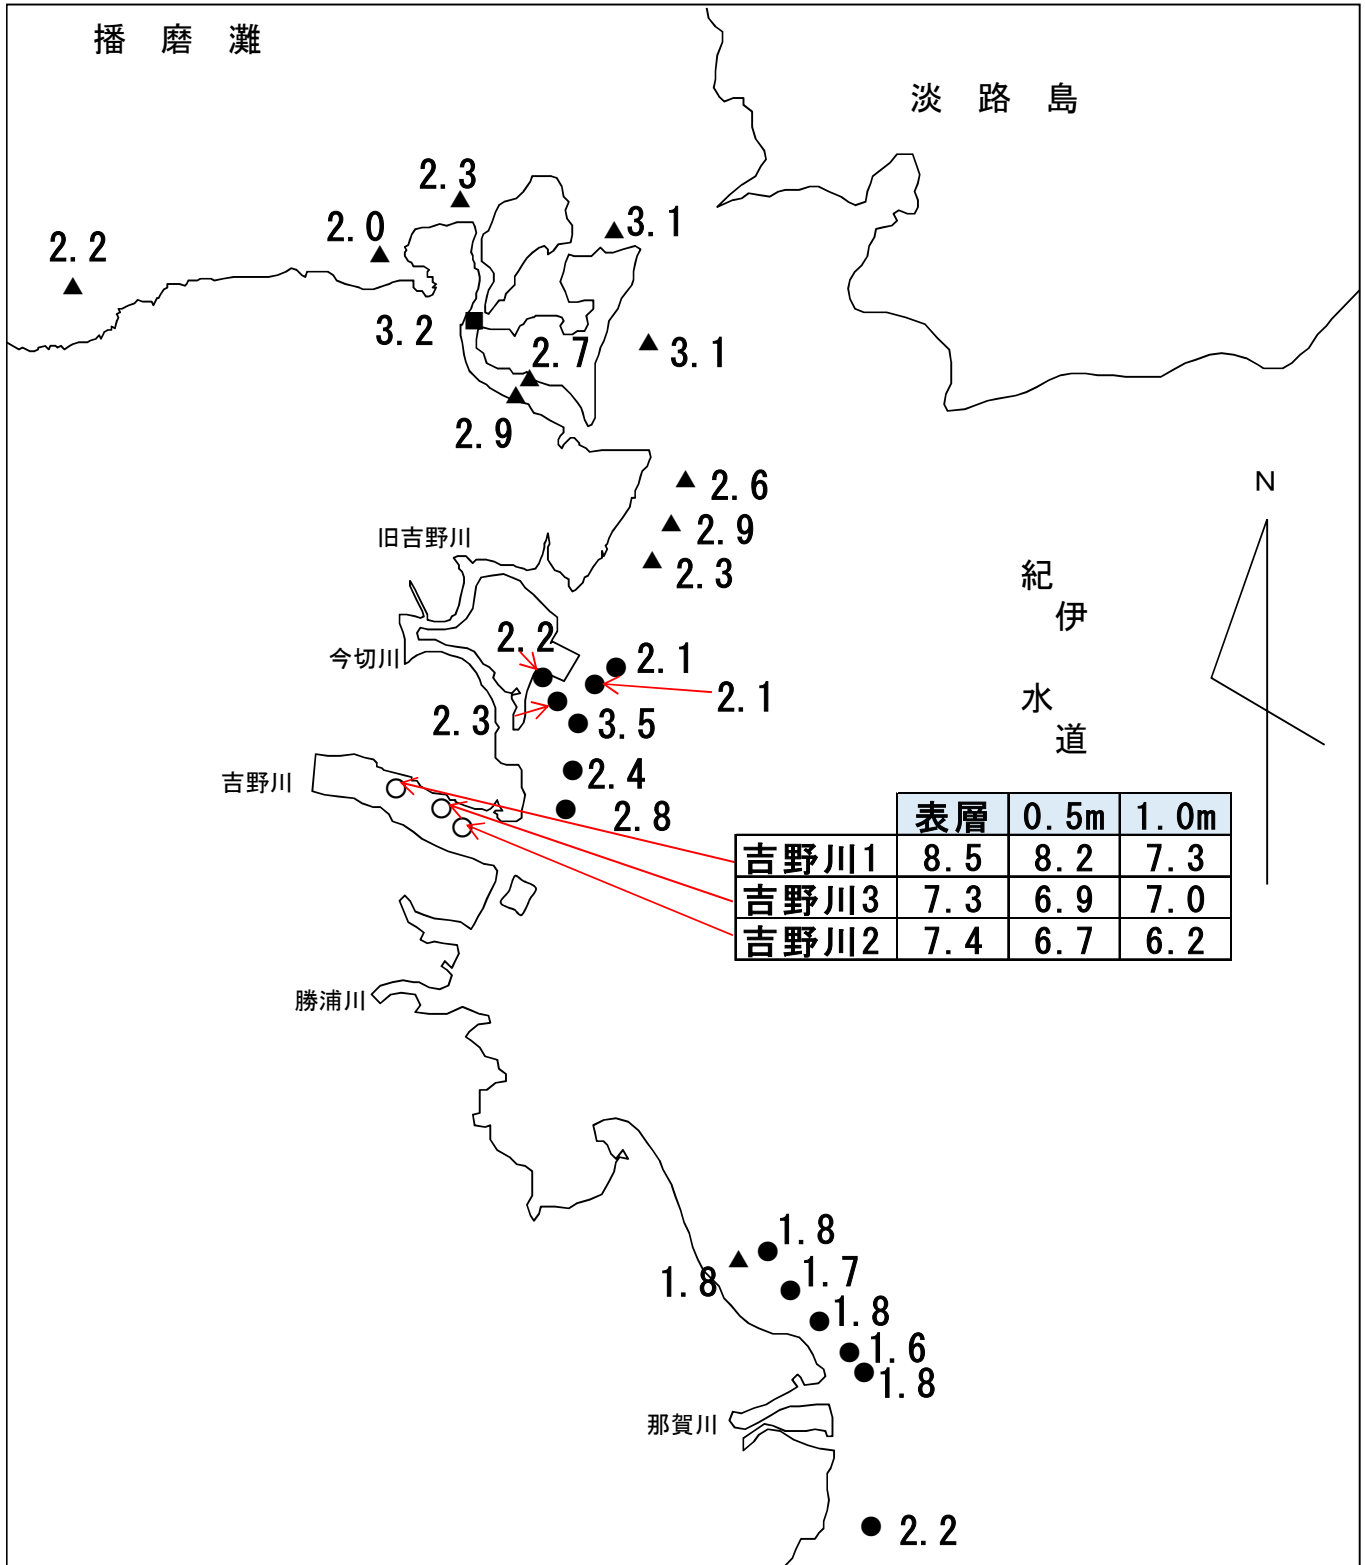 播 磨 灘
淡 路 島
2.3
2.0
3.1
2.2
3.2
2.7
3.1
2.9
2.6
N
2.9
旧吉野川
2.3
紀
伊
2.2
今切川
2.1
2.1
水
2.3
3.5
道
吉野川
2.4
2.8
表層 0.5m 1.0m
吉野川1 8.5 8.2 7.3
吉野川3 7.3 6.9 7.0
吉野川2 7.4 6.7 6.2
勝浦川
1.8
1.8
1.7
1.8
1.6
1.8
那賀川
2.2